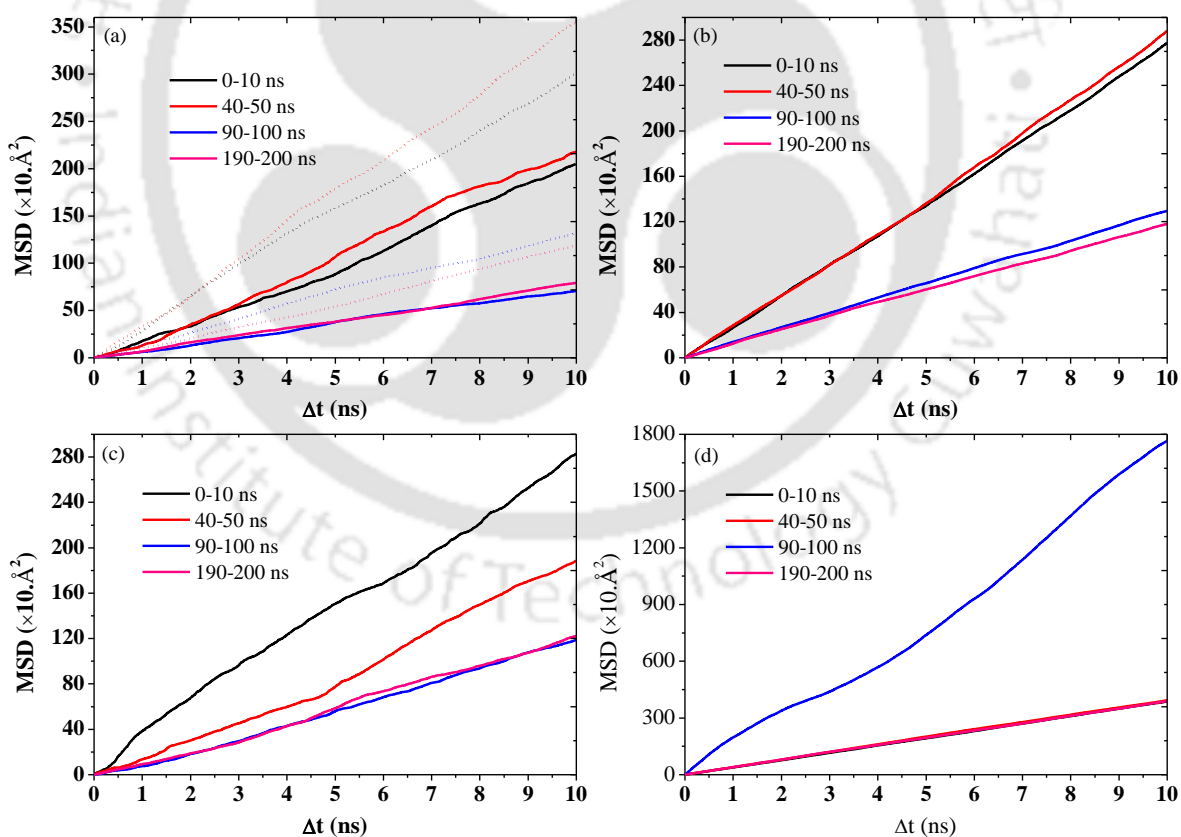 (a)
350
300
250
200
150
100
50
0
MSD (×10.Å²)
0-10 ns
40-50 ns
90-100 ns
190-200 ns
0 1 2 3 4 5 6 7 8 9 10
Δt (ns)
(b)
280
240
200
160
120
80
40
0
MSD (×10.Å²)
0-10 ns
40-50 ns
90-100 ns
190-200 ns
0 1 2 3 4 5 6 7 8 9 10
Δt (ns)
(c)
280
240
200
160
120
80
40
0
MSD (×10.Å²)
0-10 ns
40-50 ns
90-100 ns
190-200 ns
0 1 2 3 4 5 6 7 8 9 10
Δt (ns)
(d)
1800
1500
1200
900
600
300
0
MSD (×10.Å²)
0-10 ns
40-50 ns
90-100 ns
190-200 ns
0 1 2 3 4 5 6 7 8 9 10
Δt (ns)
Indian Institute of Technology Guwahati